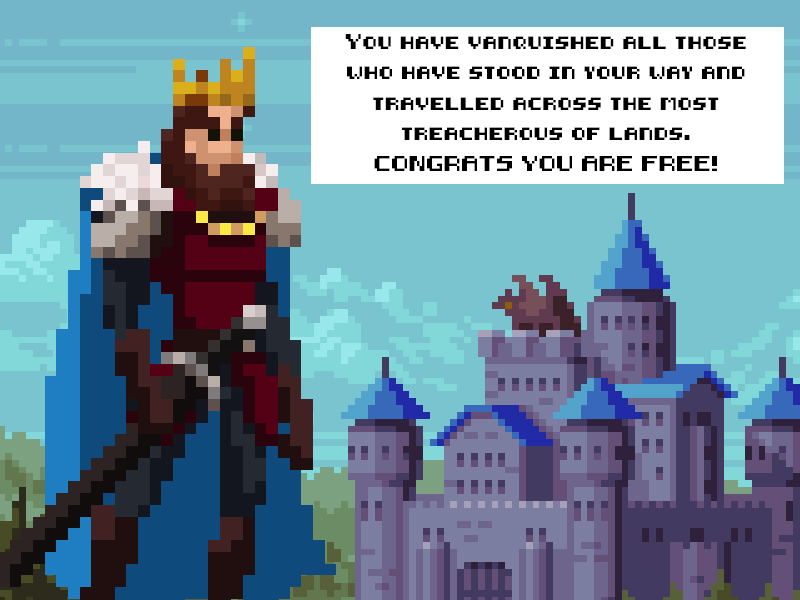 You have vanquished all those
who have stood in your way and
travelled across the most
treacherous of lands.
CONGRATS YOU ARE FREE!